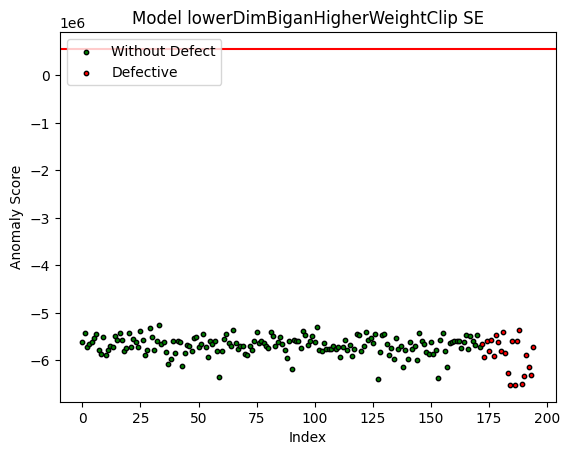 Model lowerDimBiganHigherWeightClip SE
1e6
Without Defect
Defective
0
−1
−2
−3
−4
−5
−6
Anomaly Score
0 25 50 75 100 125 150 175 200
Index